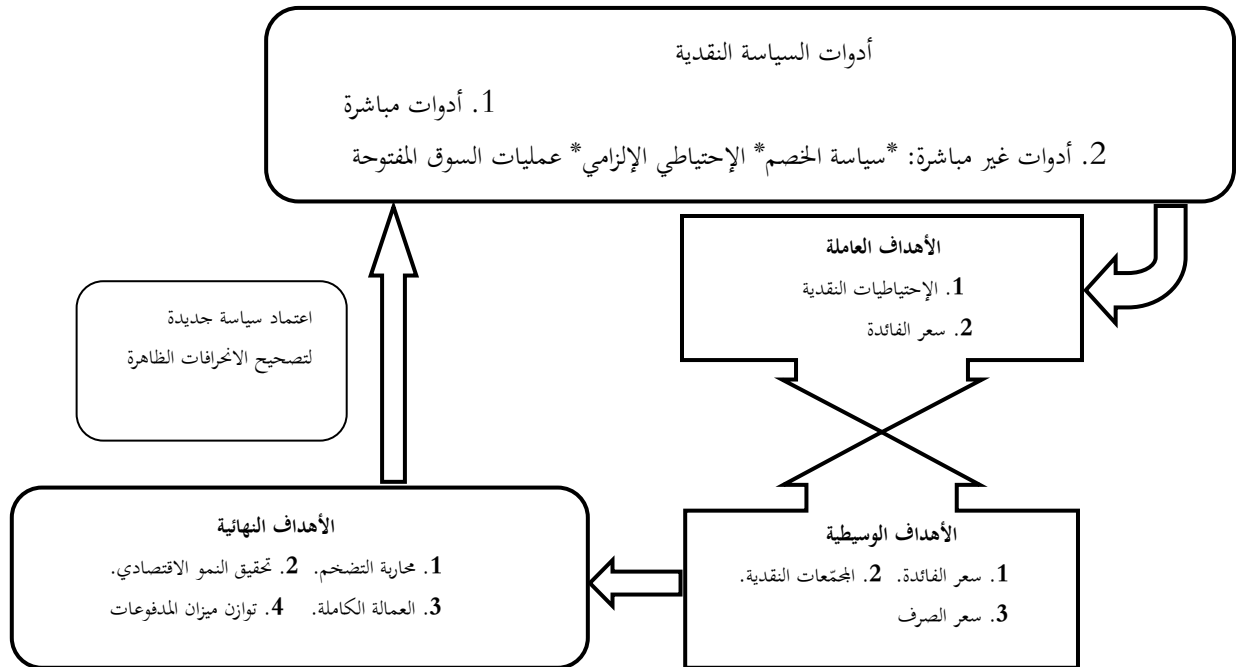 أدوات السياسة النقدية
1. أدوات مباشرة
2. أدوات غير مباشرة: *سياسة الخصم* الإحتياطي الإلزامي* عمليات السوق المفتوحة
الأهداف العاملة
1. الإحتياطيات النقدية
2. سعر الفائدة
اعتماد سياسة جديدة
لتصحيح الانحرافات الظاهرة
الأهداف الوسيطية
1. سعر الفائدة. 2. المجمّعات النقدية.
3. سعر الصرف
الأهداف النهائية
1. محاربة التضخم. 2. تحقيق النمو الاقتصادي.
3. العمالة الكاملة. 4. توازن ميزان المدفوعات